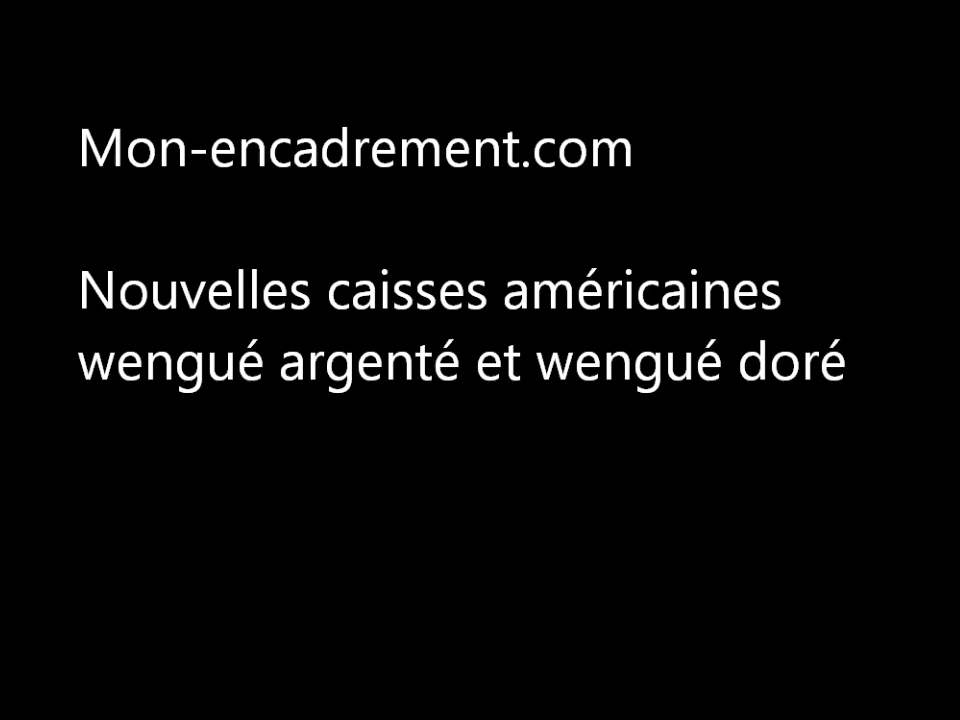 Mon-encadrement.com
Nouvelles caisses américaines
wengué argenté et wengué doré